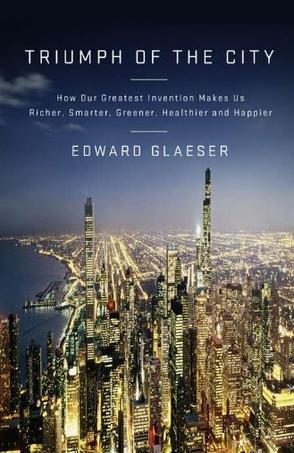 TRIUMPH OF THE CITY
How Our Greatest Invention Makes Us
Richer, Smarter, Greener, Healthier and Happier
EDWARD GLAESER